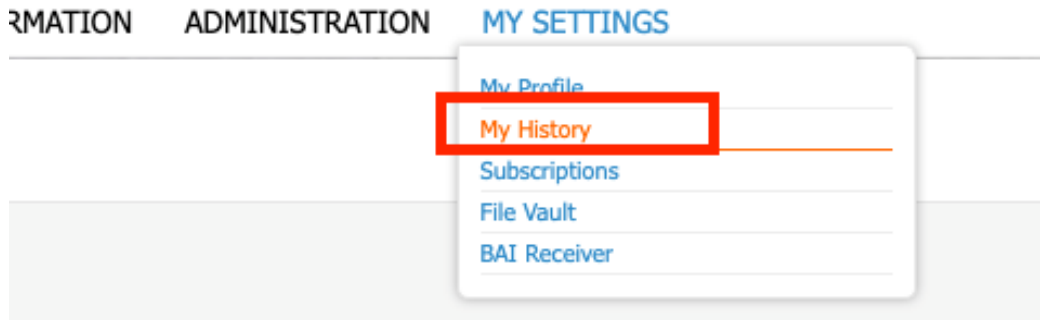 RMATION ADMINISTRATION MY SETTINGS
My Profile
My History
Subscriptions
File Vault
BAI Receiver